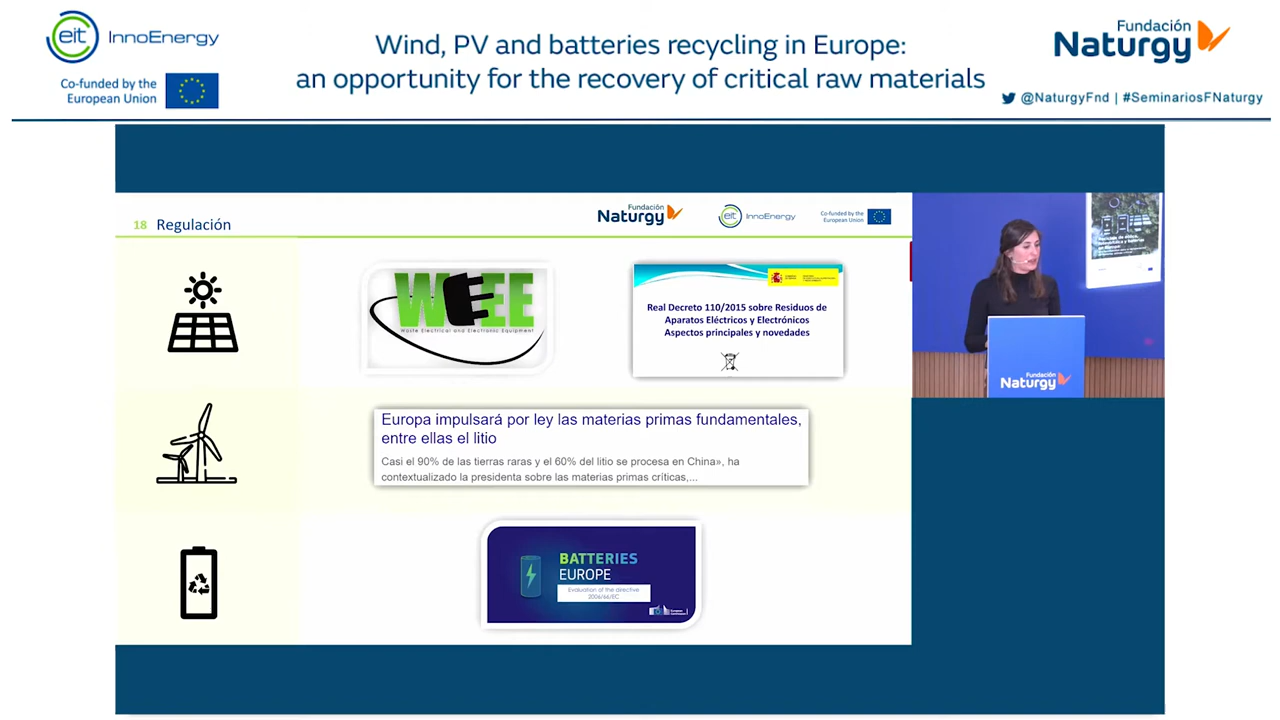 eit InnoEnergy
Co-funded by the
European Union
Wind, PV and batteries recycling in Europe:
an opportunity for the recovery of critical raw materials
Fundación
Naturgy
@NaturgyFnd | #SeminariosFNaturgy
18 Regulación
Fundación
Naturgy
eit InnoEnergy
Co-funded by the
European Union
WEEE
Waste Electrical and Electronic Equipment
Real Decreto 110/2015 sobre Residuos de
Aparatos Eléctricos y Electrónicos
Aspectos principales y novedades
Europa impulsará por ley las materias primas fundamentales,
entre ellas el litio
Casi el 90% de las tierras raras y el 60% del litio se procesa en China», ha
contextualizado la presidenta sobre las materias primas críticas,...
BATTERIES
EUROPE
Evaluation of the directive
2006/66/EC
Fundación
Naturgy